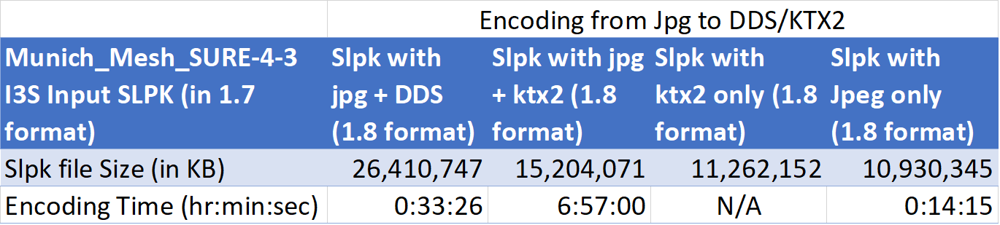 Encoding from Jpg to DDS/KTX2
Munich_Mesh_SURE-4-3
I3S Input SLPK (in 1.7
format)
Slpk with
jpg + DDS
(1.8 format)
Slpk with jpg
+ ktx2 (1.8
format)
Slpk with
ktx2 only (1.8
format)
Slpk with
Jpeg only
(1.8 format)
Slpk file Size (in KB) 26,410,747 15,204,071 11,262,152 10,930,345
Encoding Time (hr:min:sec) 0:33:26 6:57:00 N/A 0:14:15